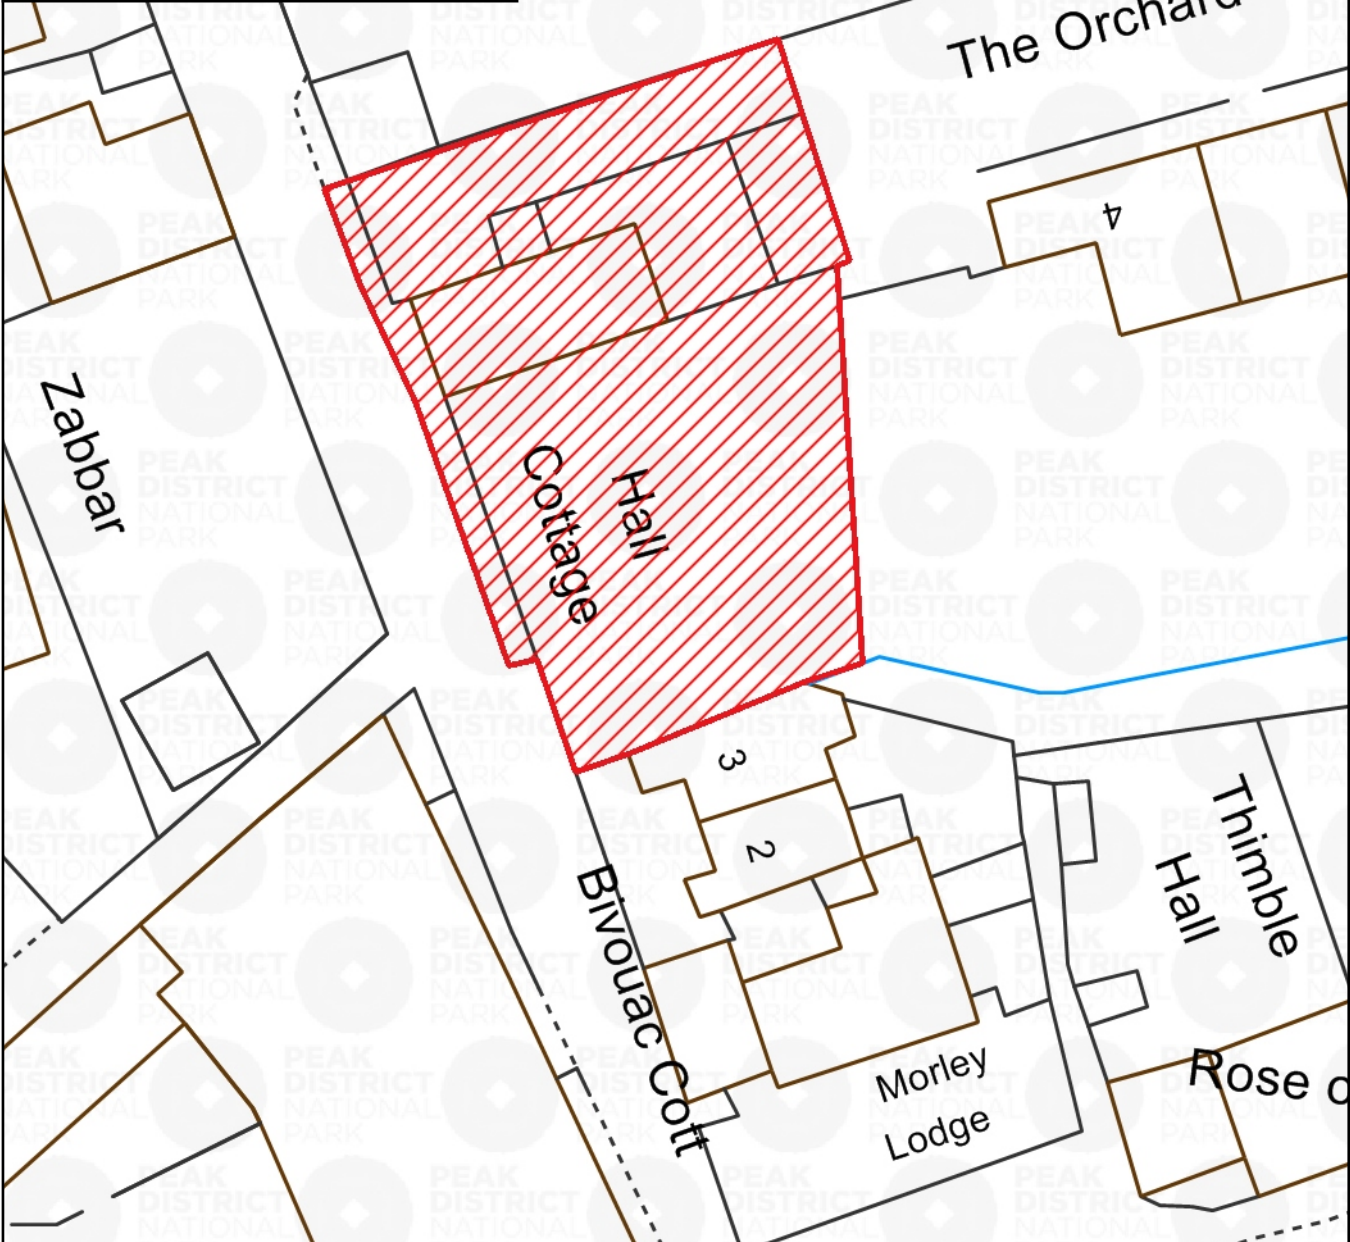 The Orchard
4
Zabbar
Hall
Cottage
3
2
Bivouac Cott
Thimble
Hall
Morley
Lodge
Rose
PEAK
DISTRICT
NATIONAL
PARK